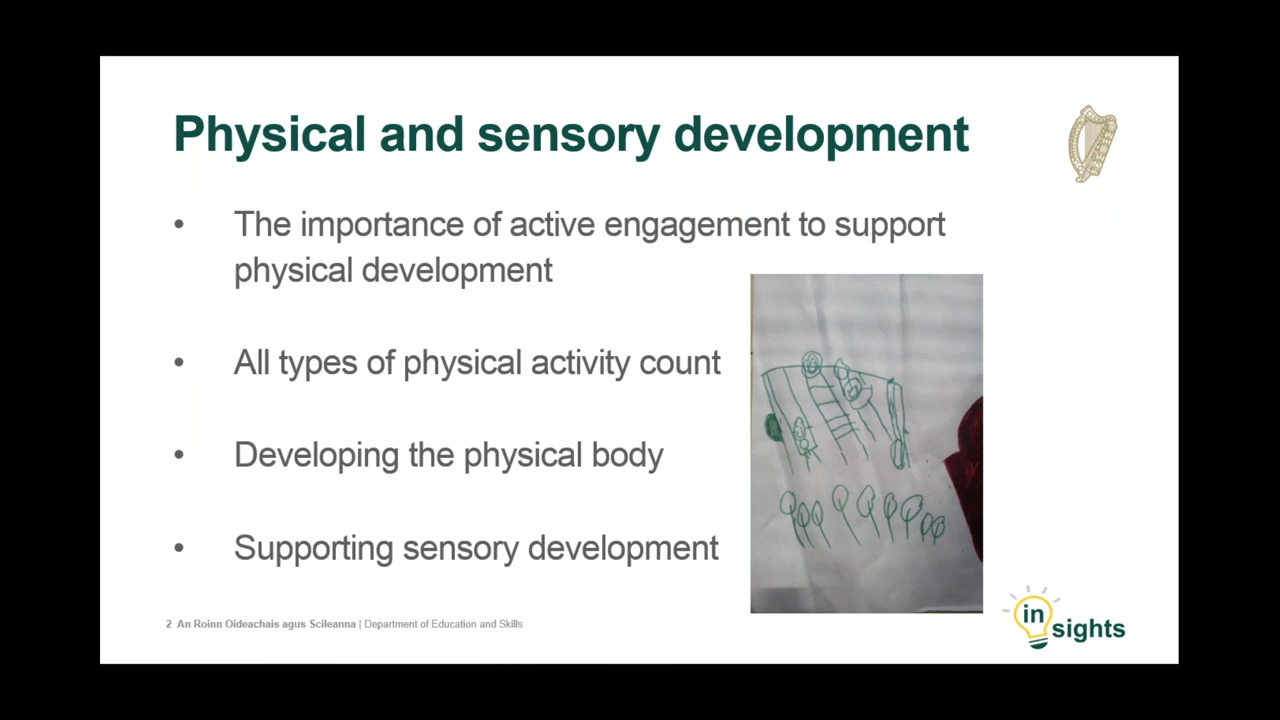 Physical and sensory development
• The importance of active engagement to support
physical development
• All types of physical activity count
• Developing the physical body
• Supporting sensory development
2 An Roinn Oideachais agus Scileanna | Department of Education and Skills
in
sights